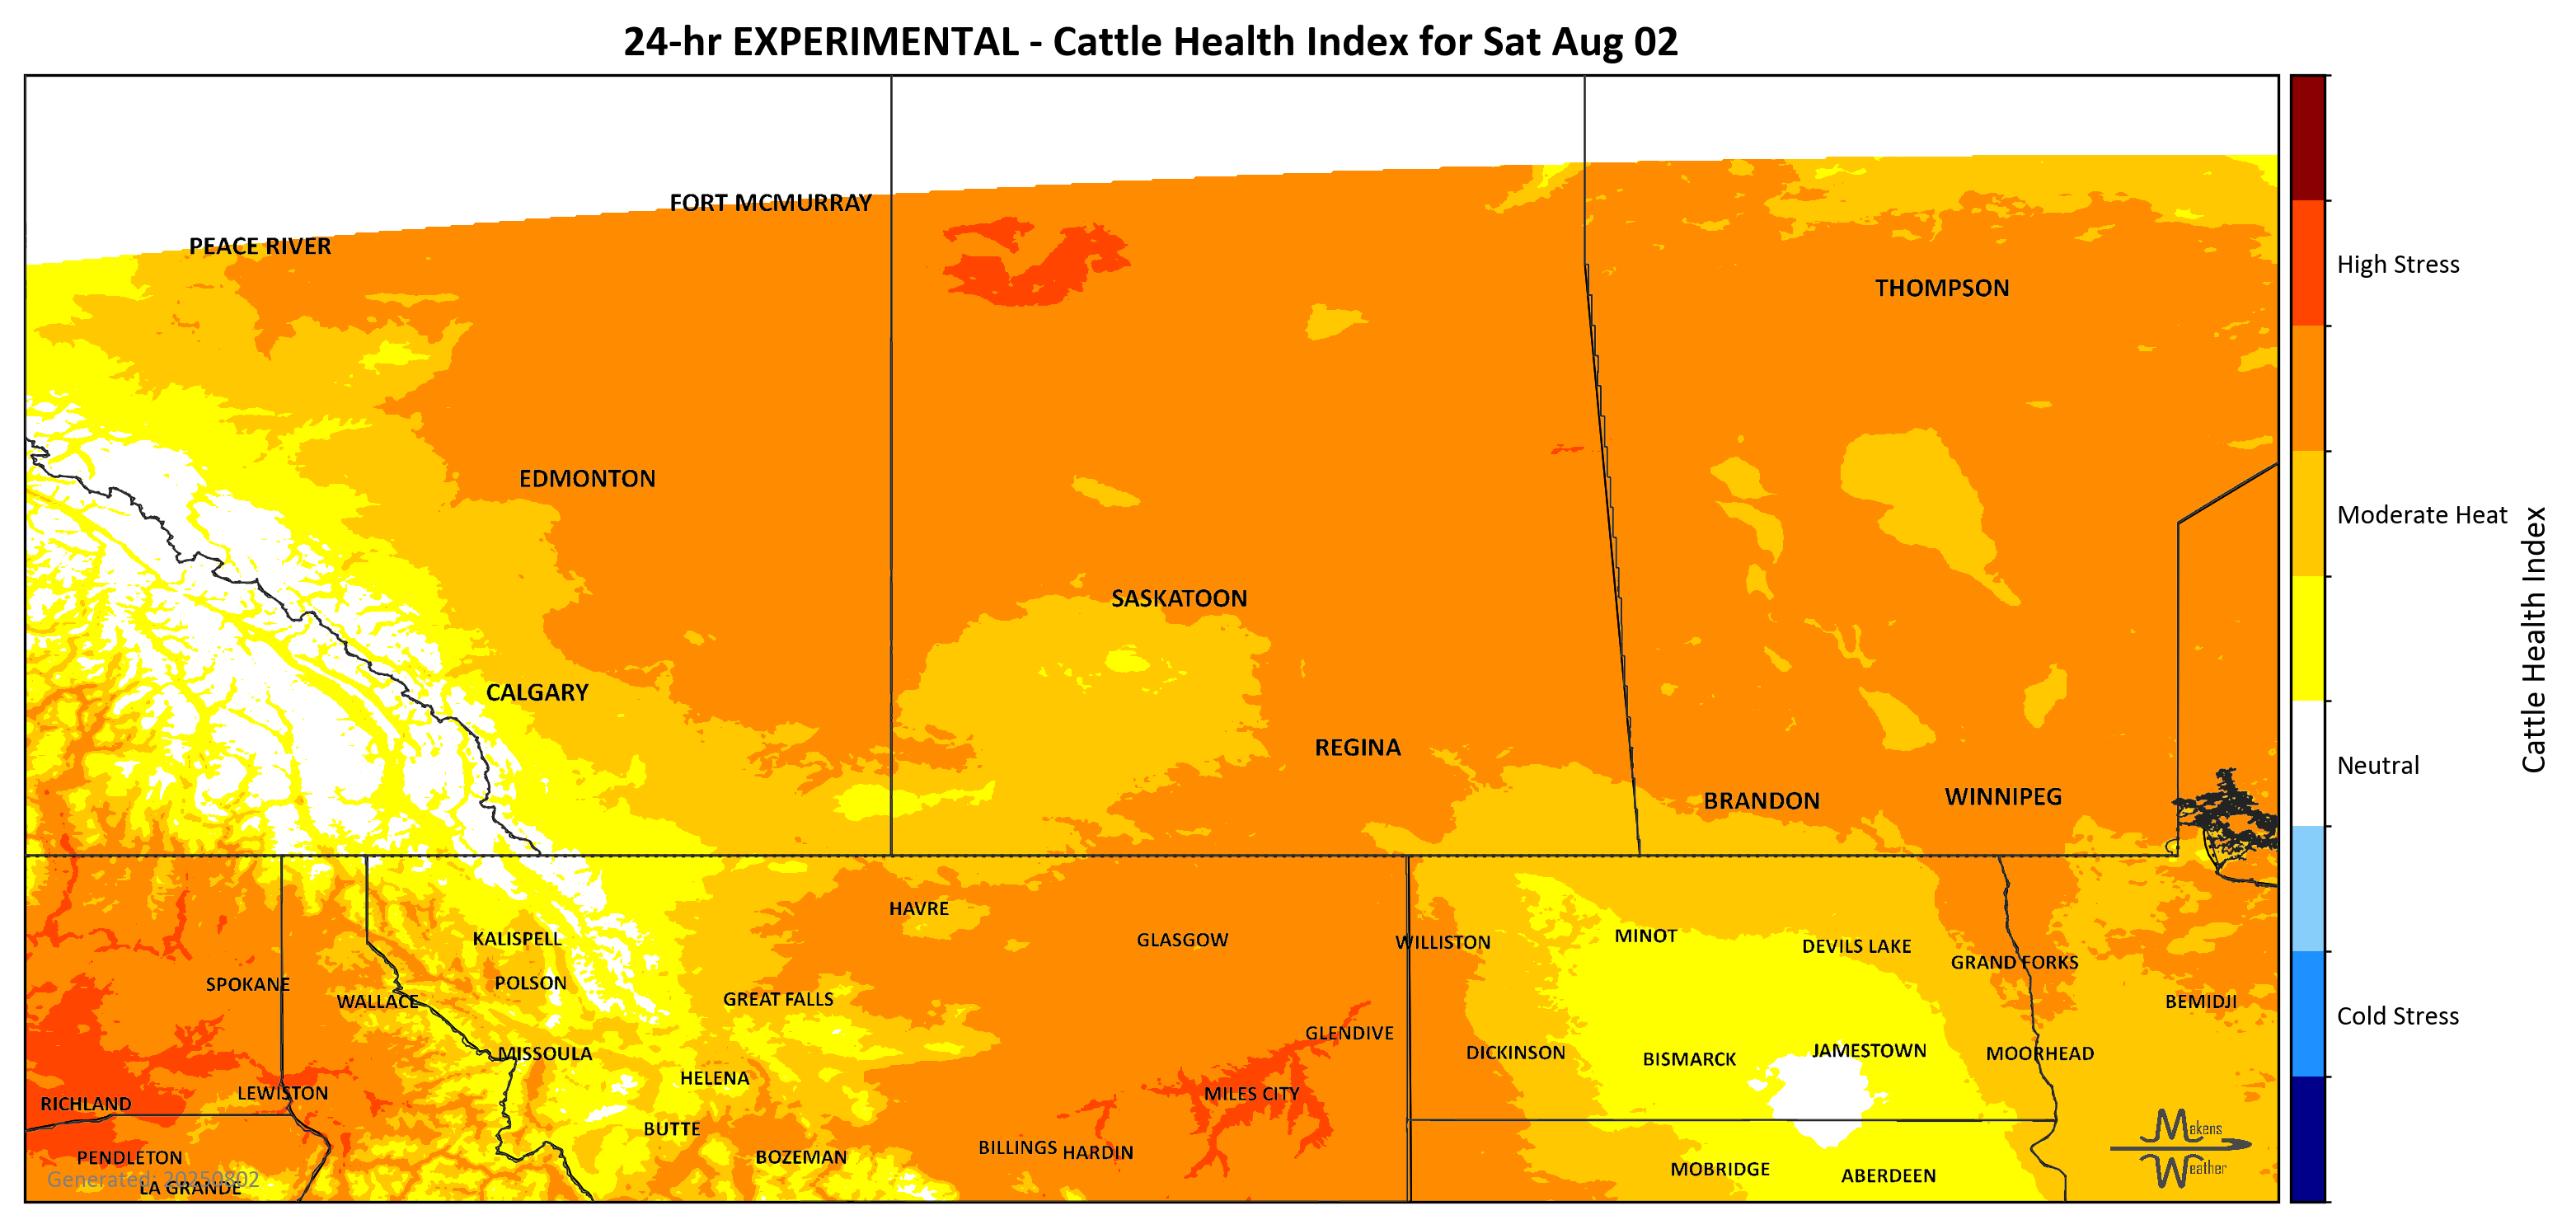 24-hr EXPERIMENTAL - Cattle Health Index for Sat Aug 02
FORT MCMURRAY
PEACE RIVER
High Stress
THOMPSON
EDMONTON
Moderate Heat
SASKATOON
Cattle Health Index
CALGARY
REGINA
Neutral
BRANDON
WINNIPEG
HAVRE
KALISPELL
GLASGOW
WILLISTON
MINOT
DEVILS LAKE
GRAND FORKS
SPOKANE
POLSON
WALLACE
GREAT FALLS
BEMIDJI
Cold Stress
GLENDIVE
MISSOULA
DICKINSON
BISMARCK
JAMESTOWN
MOORHEAD
HELENA
LEWISTON
MILES CITY
RICHLAND
BUTTE
Makens
Weather
PENDLETON
BOZEMAN
BILLINGS
HARDIN
MOBRIDGE
ABERDEEN
Generated: 20250802
LA GRANDE